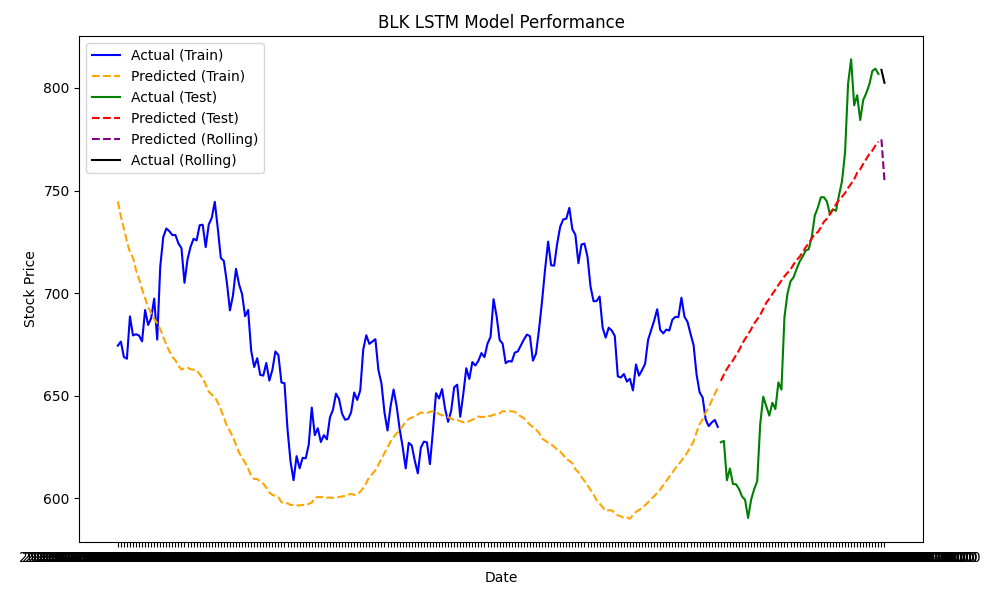 BLK LSTM Model Performance
Actual (Train)
Predicted (Train)
Actual (Test)
Predicted (Test)
Predicted (Rolling)
Actual (Rolling)
800
750
700
650
600
Stock Price
Date